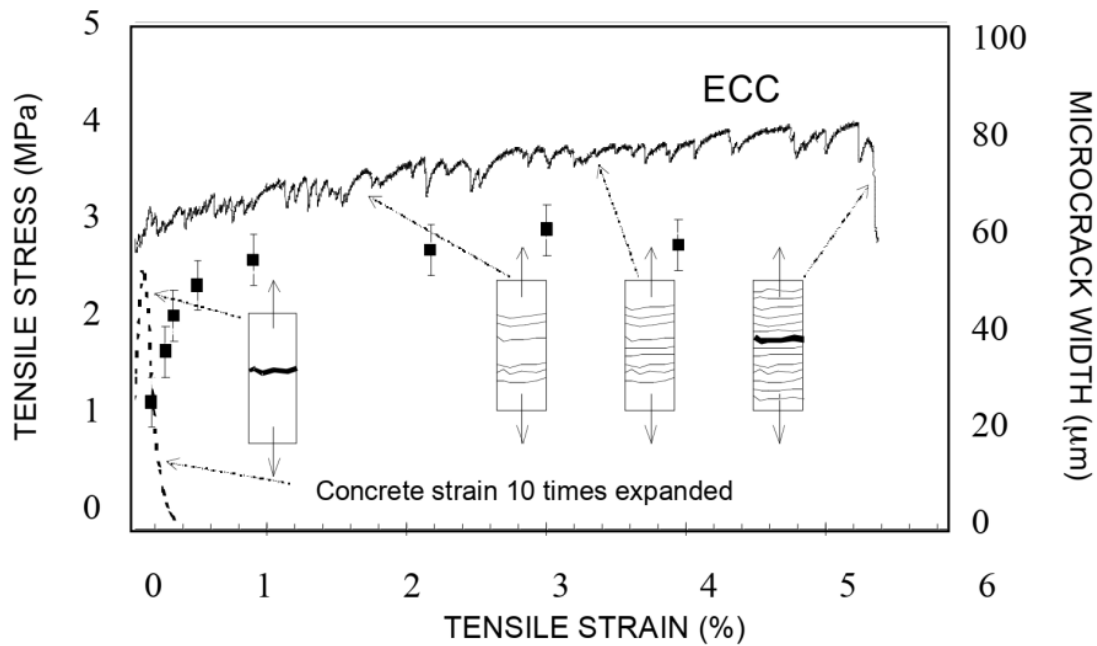 5
4
3
2
1
0
TENSILE STRESS (MPa)
ECC
Concrete strain 10 times expanded
100
80
60
40
20
0
MICROCRACK WIDTH (μm)
0 1 2 3 4 5 6
TENSILE STRAIN (%)